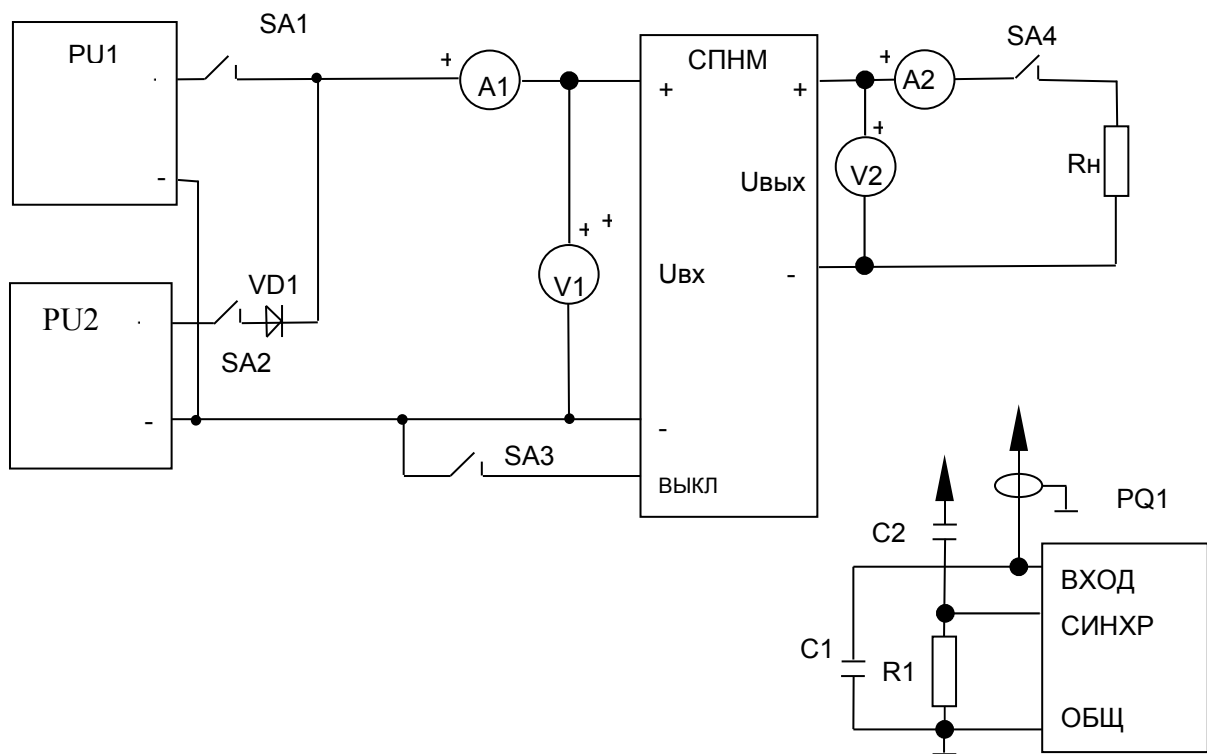 PU1
SA1
+
A1
СПНМ
+
+
+
A2
SA4
-
+
V2
Uвых
Rн
+ +
V1
Uвх
-
PU2
VD1
SA2
-
-
SA3
ВЫКЛ
C2
PQ1
ВХОД
СИНХР
C1
R1
ОБЩ